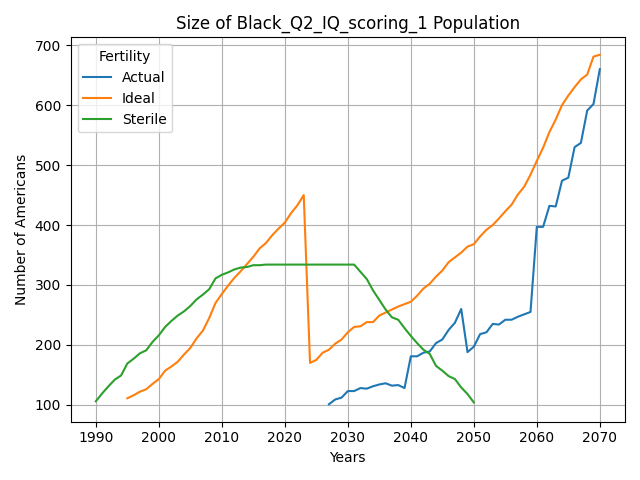 Size of Black_Q2_IQ_scoring_1 Population
Number of Americans
700
600
500
400
300
200
100
Fertility
Actual
Ideal
Sterile
1990 2000 2010 2020 2030 2040 2050 2060 2070
Years